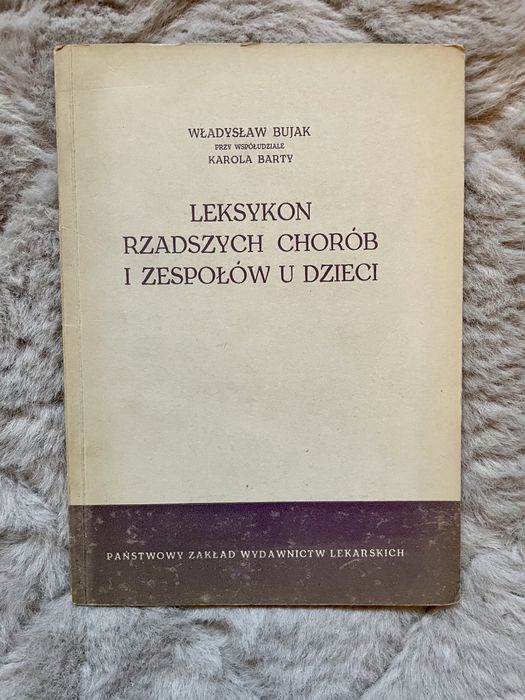 WŁADYSŁAW BUJAK
PRZY WSPÓŁUDZIALE
KAROLA BARTY
LEKSYKON
RZADSZYCH CHORÓB
I ZESPOŁÓW U DZIECI
PAŃSTWOWY ZAKŁAD WYDAWNICTW LEKARSKICH